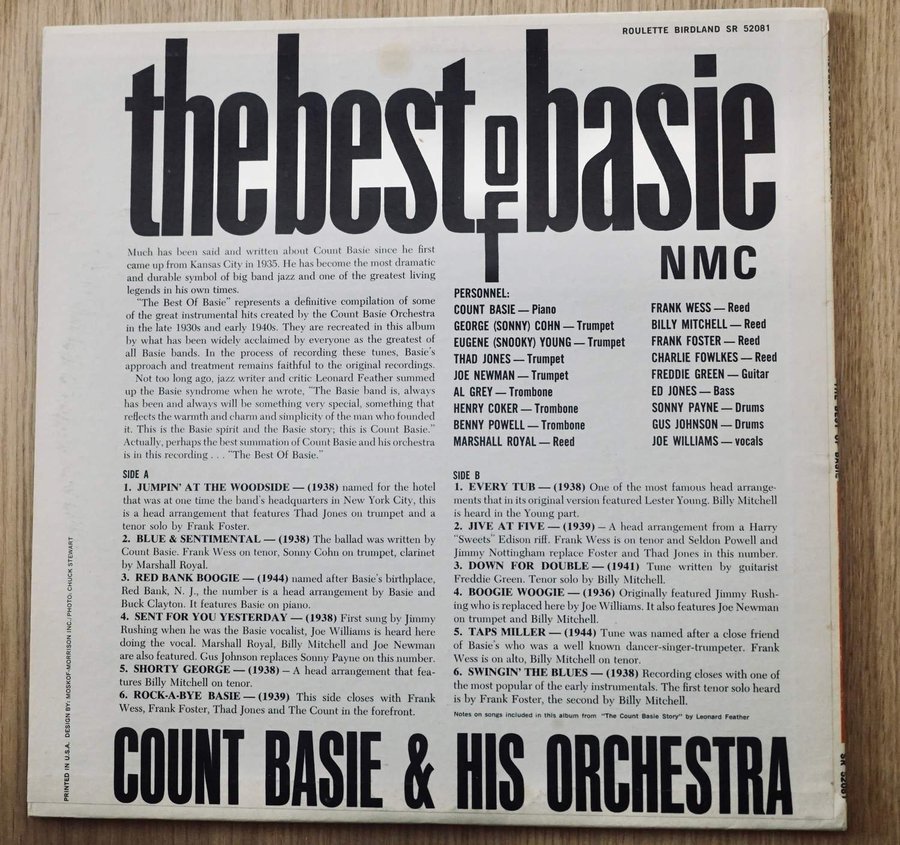 ROULETTE BIRDLAND SR 52081
the best of basie
NMC
Much has been said and written about Count Basie since he first
came up from Kansas City in 1935. He has become the most dramatic
and durable symbol of big band jazz and one of the greatest living
legends in his own times.
"The Best Of Basie" represents a definitive compilation of some
of the great instrumental hits created by the Count Basie Orchestra
in the late 1930s and early 1940s. They are recreated in this album
by what has been widely acclaimed by everyone as the greatest of
all Basie bands. In the process of recording these tunes, Basie's
approach and treatment remains faithful to the original recordings.
Not too long ago, jazz writer and critic Leonard Feather summed
up the Basie syndrome when he wrote, "The Basie band is, always
has been and always will be something very special, something that
reflects the warmth and charm and simplicity of the man who founded
it. This is the Basie spirit and the Basie story; this is Count Basie."
Actually, perhaps the best summation of Count Basie and his orchestra
is in this recording . . . "The Best Of Basie."
PERSONNEL:
COUNT BASIE — Piano
GEORGE (SONNY) COHN — Trumpet
EUGENE (SNOOKY) YOUNG — Trumpet
THAD JONES — Trumpet
JOE NEWMAN — Trumpet
AL GREY — Trombone
HENRY COKER — Trombone
BENNY POWELL — Trombone
MARSHALL ROYAL — Reed
FRANK WESS — Reed
BILLY MITCHELL — Reed
FRANK FOSTER — Reed
CHARLIE FOWLKES — Reed
FREDDIE GREEN — Guitar
ED JONES — Bass
SONNY PAYNE — Drums
GUS JOHNSON — Drums
JOE WILLIAMS — vocals
SIDE A
1. JUMPIN' AT THE WOODSIDE — (1938) named for the hotel
that was at one time the band's headquarters in New York City, this
is a head arrangement that features Thad Jones on trumpet and a
tenor solo by Frank Foster.
2. BLUE & SENTIMENTAL — (1938) The ballad was written by
Count Basie. Frank Wess on tenor, Sonny Cohn on trumpet, clarinet
by Marshall Royal.
3. RED BANK BOOGIE — (1944) named after Basie's birthplace,
Red Bank, N. J., the number is a head arrangement by Basie and
Buck Clayton. It features Basie on piano.
4. SENT FOR YOU YESTERDAY — (1938) First sung by Jimmy
Rushing when he was the Basie vocalist, Joe Williams is heard here
doing the vocal. Marshall Royal, Billy Mitchell and Joe Newman
are also featured. Gus Johnson replaces Sonny Payne on this number.
5. SHORTY GEORGE — (1938) – A head arrangement that fea-
tures Billy Mitchell on tenor.
6. ROCK-A-BYE BASIE — (1939) This side closes with Frank
Wess, Frank Foster, Thad Jones and The Count in the forefront.
SIDE B
1. EVERY TUB — (1938) One of the most famous head arrange-
ments that in its original version featured Lester Young. Billy Mitchell
is heard in the Young part.
2. JIVE AT FIVE — (1939) – A head arrangement from a Harry
"Sweets" Edison riff. Frank Wess is on tenor and Seldon Powell and
Jimmy Nottingham replace Foster and Thad Jones in this number.
3. DOWN FOR DOUBLE — (1941) Tune written by guitarist
Freddie Green. Tenor solo by Billy Mitchell.
4. BOOGIE WOOGIE — (1936) Originally featured Jimmy Rush-
ing who is replaced here by Joe Williams. It also features Joe Newman
on trumpet and Billy Mitchell.
5. TAPS MILLER — (1944) Tune was named after a close friend
of Basie's who was a well known dancer-singer-trumpeter. Frank
Wess is on alto, Billy Mitchell on tenor.
6. SWINGIN' THE BLUES — (1938) Recording closes with one of
the most popular of the early instrumentals. The first tenor solo heard
is by Frank Foster, the second by Billy Mitchell.
Notes on songs included in this album from "The Count Basie Story" by Leonard Feather
COUNT BASIE & HIS ORCHESTRA
PRINTED IN U.S.A. DESIGN BY: MOSKOF-MORRISON INC./PHOTO: CHUCK STEWART